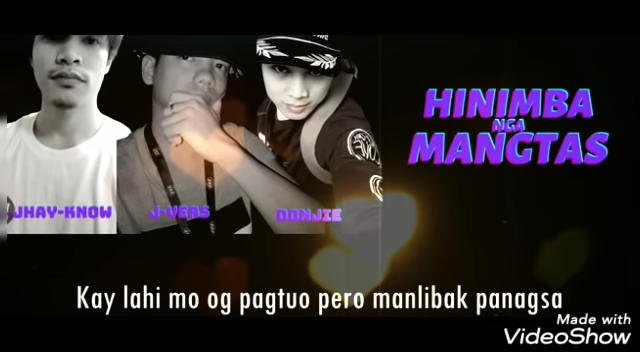 HINIMBA
NGA
MANGTAS
JHAY-KNOW
J-VERS
DONJIE
Kay lahi mo og pagtuo pero manlibak panagsa
Made with
VideoShow